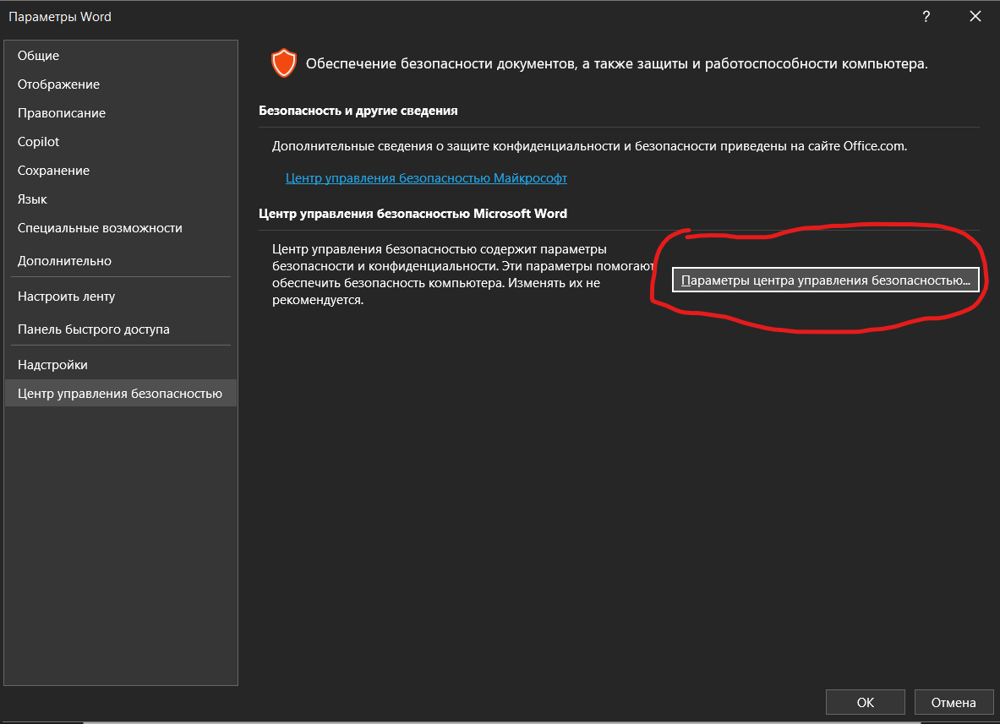 Параметры Word
?
Общие
Отображение
Правописание
Copilot
Сохранение
Язык
Специальные возможности
Дополнительно
Настроить ленту
Панель быстрого доступа
Надстройки
Центр управления безопасностью
Обеспечение безопасности документов, а также защиты и работоспособности компьютера.
Безопасность и другие сведения
Дополнительные сведения о защите конфиденциальности и безопасности приведены на сайте Office.com.
Центр управления безопасностью Майкрософт
Центр управления безопасностью Microsoft Word
Центр управления безопасностью содержит параметры
безопасности и конфиденциальности. Эти параметры помогают
обеспечить безопасность компьютера. Изменять их не
рекомендуется.
Параметры центра управления безопасностью...
ОК
Отмена